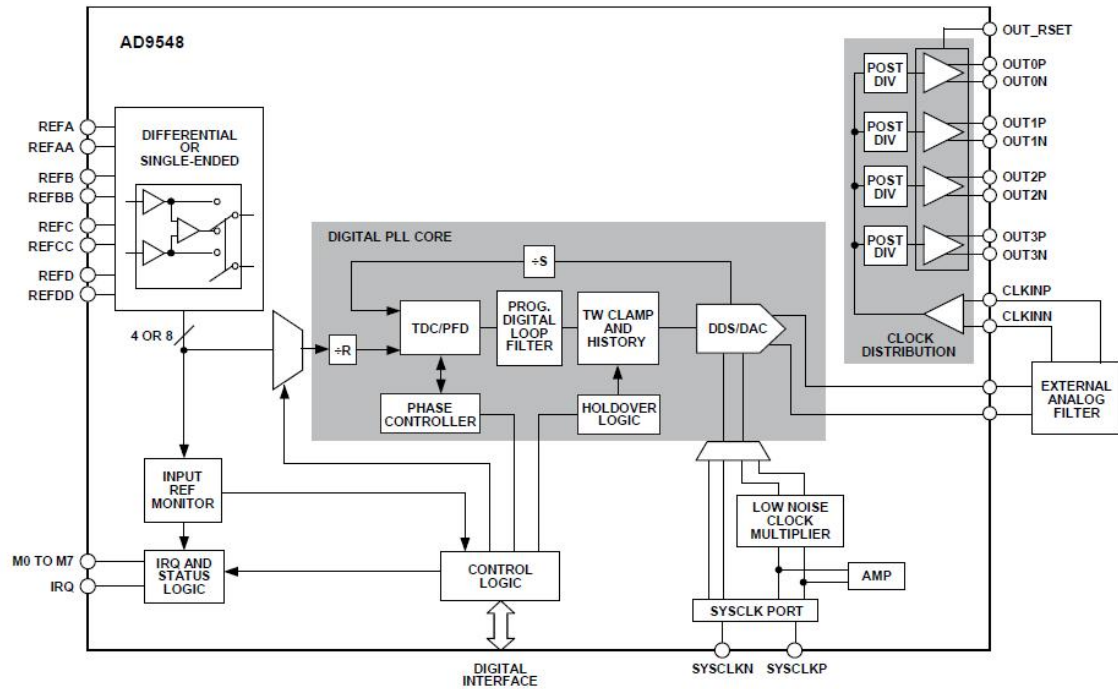 AD9548
OUT_RSET
OUT0P
OUT0N
OUT1P
OUT1N
OUT2P
OUT2N
OUT3P
OUT3N
CLKINP
CLKINN
POST
DIV
POST
DIV
POST
DIV
POST
DIV
CLOCK
DISTRIBUTION
EXTERNAL
ANALOG
FILTER
REFA
REFAA
REFB
REFBB
REFC
REFCC
REFD
REFDD
DIFFERENTIAL
OR
SINGLE-ENDED
4 OR 8
DIGITAL PLL CORE
÷S
÷R
TDC/PFD
PROG.
DIGITAL
LOOP
FILTER
TW CLAMP
AND
HISTORY
DDS/DAC
PHASE
CONTROLLER
HOLDOVER
LOGIC
INPUT
REF
MONITOR
LOW NOISE
CLOCK
MULTIPLIER
M0 TO M7
IRQ
IRQ AND
STATUS
LOGIC
CONTROL
LOGIC
AMP
SYSCLK PORT
DIGITAL
INTERFACE
SYSCLKN
SYSCLKP